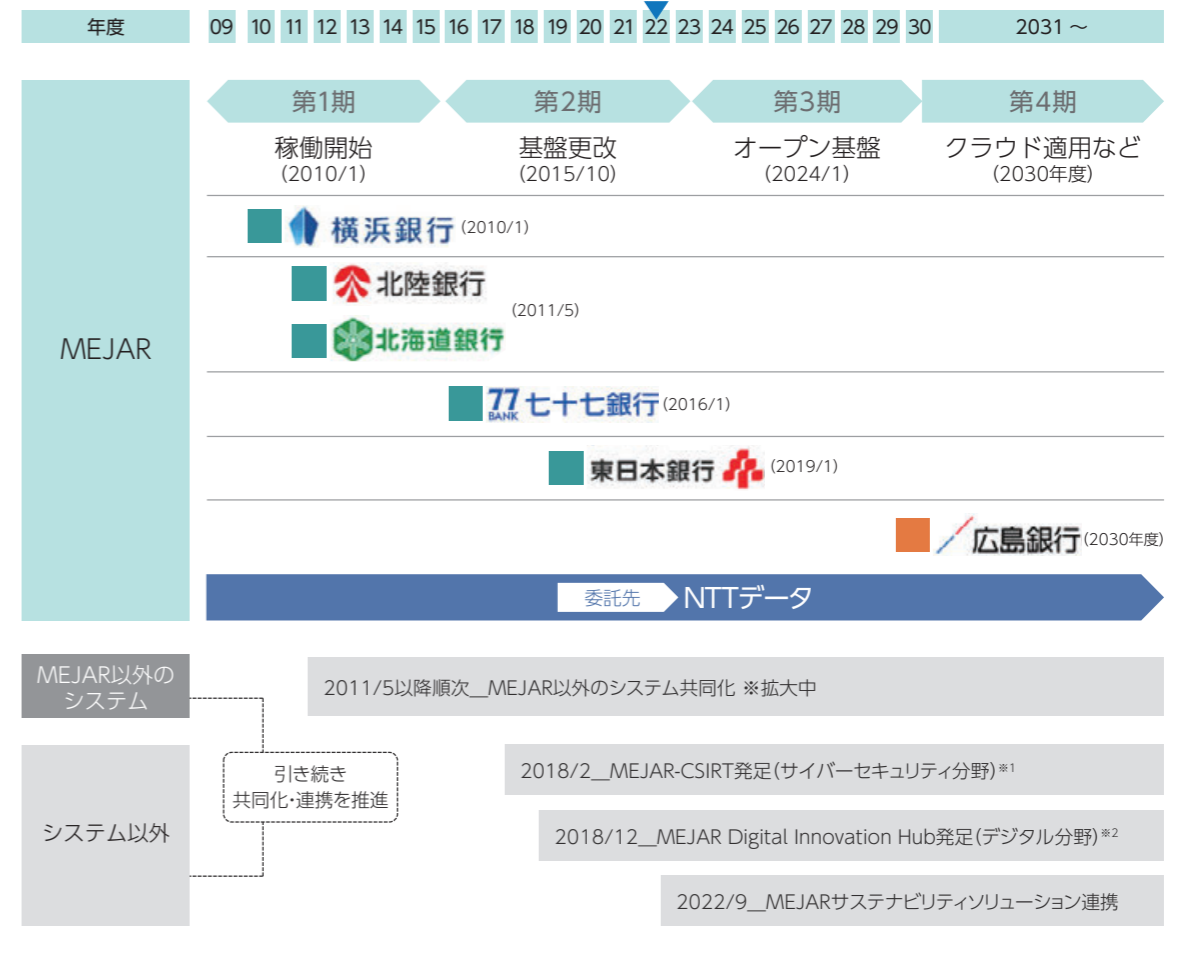 年度 09 10 11 12 13 14 15 16 17 18 19 20 21 22 23 24 25 26 27 28 29 30 2031～
MEJAR
第1期 第2期 第3期 第4期
稼働開始 基盤更改 オープン基盤 クラウド適用など
(2010/1) (2015/10) (2024/1) (2030年度)
横浜銀行 (2010/1)
北陸銀行
(2011/5)
北海道銀行
77 BANK 七十七銀行 (2016/1)
東日本銀行 (2019/1)
広島銀行 (2030年度)
委託先 NTTデータ
MEJAR以外の
システム
2011/5以降順次__MEJAR以外のシステム共同化 ※拡大中
システム以外
引き続き
共同化・連携を推進
2018/2__MEJAR-CSIRT発足(サイバーセキュリティ分野)※1
2018/12__MEJAR Digital Innovation Hub発足(デジタル分野)※2
2022/9__MEJARサステナビリティソリューション連携